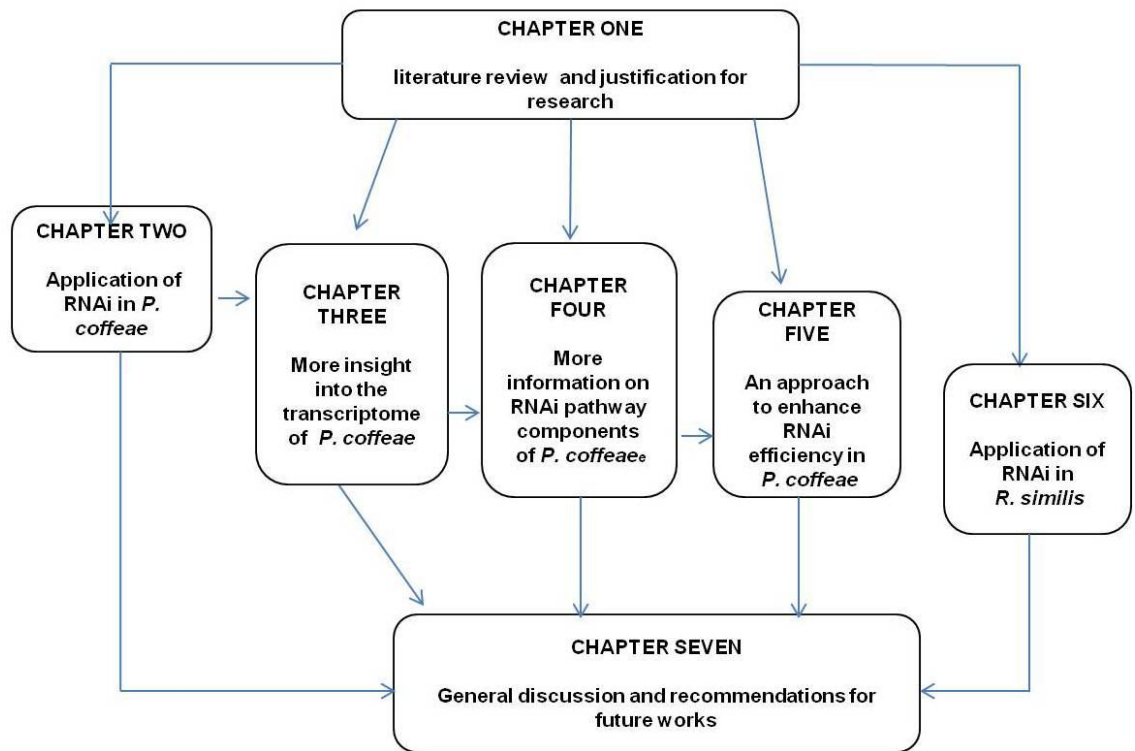 CHAPTER ONE
literature review and justification for
research
CHAPTER TWO
Application of
RNAi in P.
coffeae
CHAPTER
THREE
More insight
into the
transcriptome
of P. coffeae
CHAPTER
FOUR
More
information on
RNAi pathway
components
of P. coffeaee
CHAPTER
FIVE
An approach
to enhance
RNAi
efficiency in
P. coffeae
CHAPTER SIX
Application of
RNAi in
R. similis
CHAPTER SEVEN
General discussion and recommendations for
future works